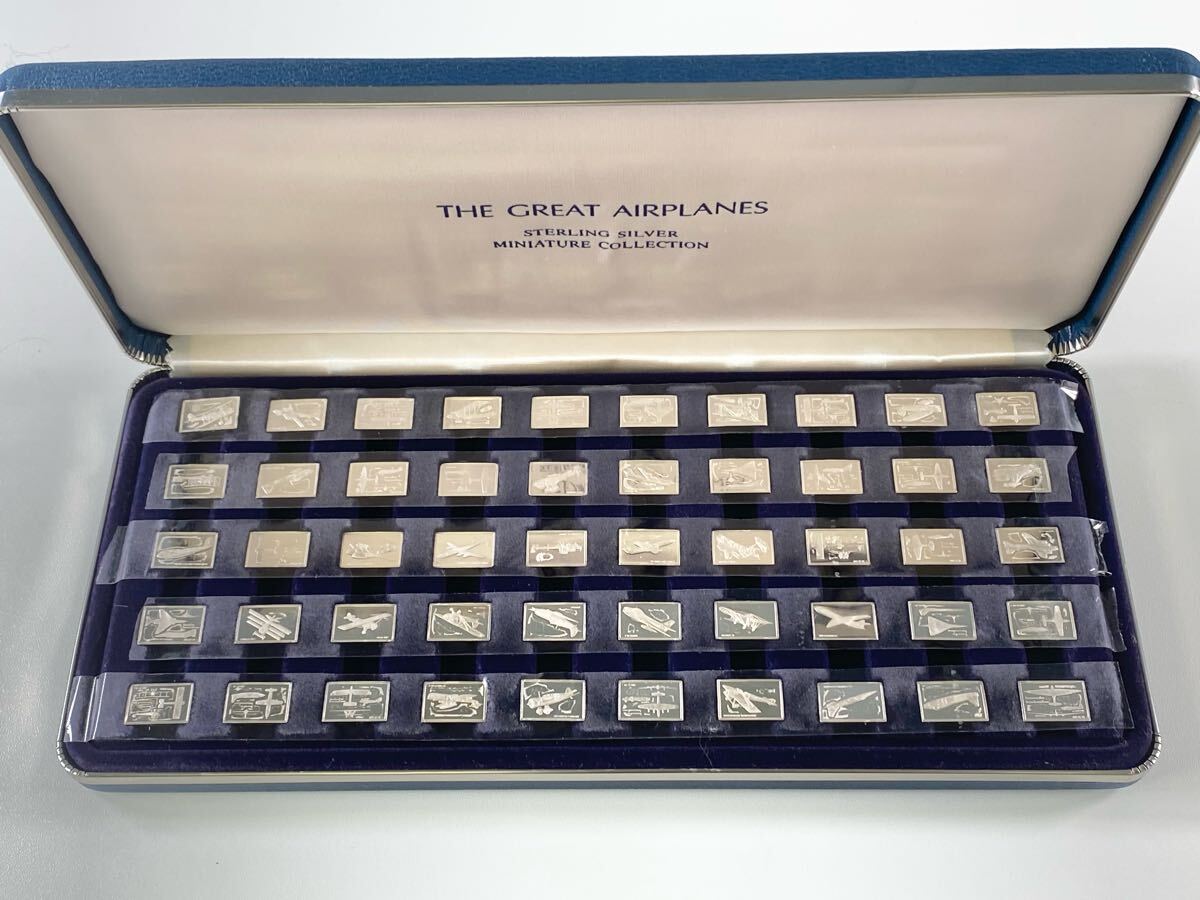 THE GREAT AIRPLANES
STERLING SILVER
MINIATURE COLLECTION